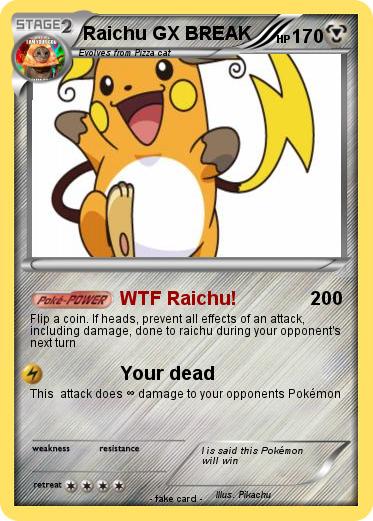 STAGE2
Raichu GX BREAK HP 170
Evolves from Pizza cat
Poké-POWER WTF Raichu! 200
Flip a coin. If heads, prevent all effects of an attack,
including damage, done to raichu during your opponent's
next turn
Your dead
This attack does ∞ damage to your opponents Pokémon
weakness resistance
I is said this Pokémon
will win
retreat
- fake card -
Illus. Pikachu